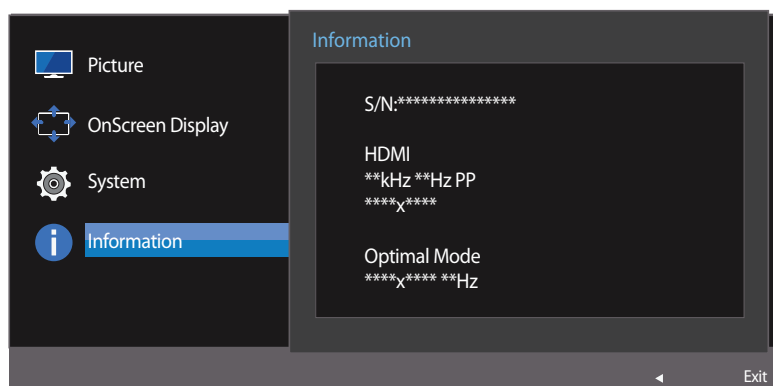 Picture
OnScreen Display
System
Information
Information
S/N:***************
HDMI
**kHz **Hz PP
****x****
Optimal Mode
****x**** **Hz
Exit